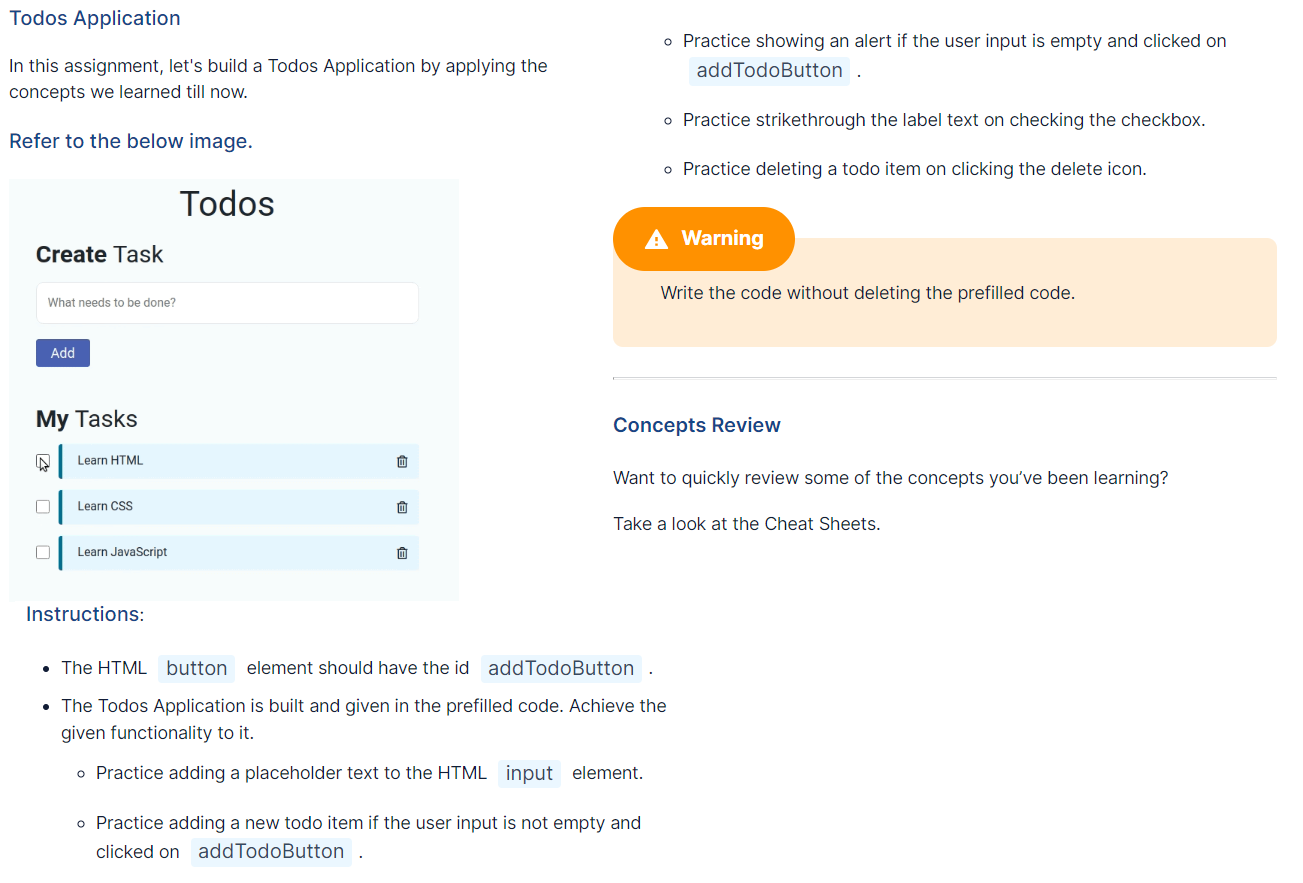 Todos Application
In this assignment, let's build a Todos Application by applying the
concepts we learned till now.
Refer to the below image.
Todos
Create Task
What needs to be done?
Add
My Tasks
Learn HTML
Learn CSS
Learn JavaScript
Instructions:
The HTML button element should have the id addTodoButton .
The Todos Application is built and given in the prefilled code. Achieve the
given functionality to it.
Practice adding a placeholder text to the HTML input element.
Practice adding a new todo item if the user input is not empty and
clicked on addTodoButton .
Practice showing an alert if the user input is empty and clicked on
addTodoButton .
Practice strikethrough the label text on checking the checkbox.
Practice deleting a todo item on clicking the delete icon.
Warning
Write the code without deleting the prefilled code.
Concepts Review
Want to quickly review some of the concepts you’ve been learning?
Take a look at the Cheat Sheets.